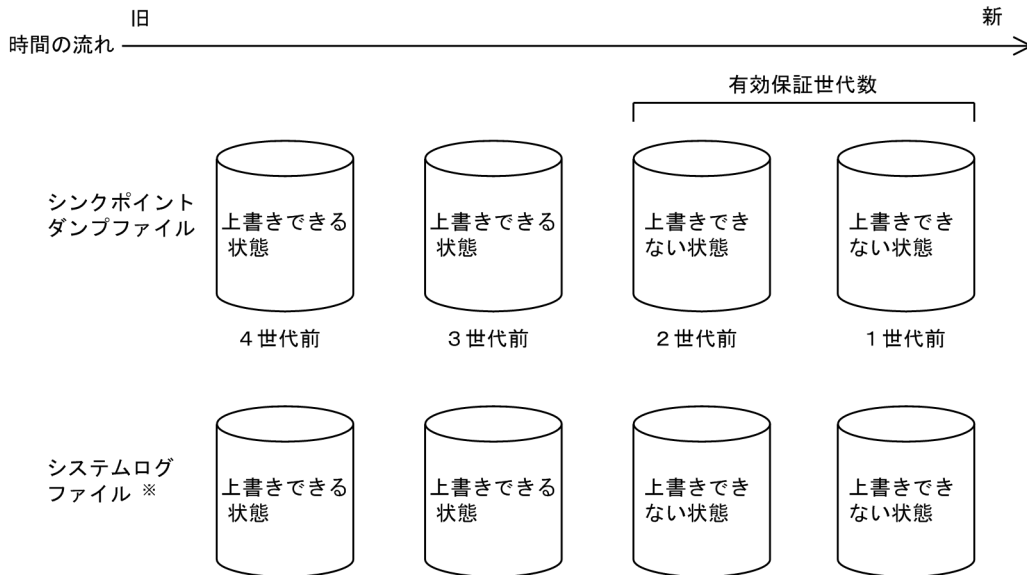 旧
新
時間の流れ
有効保証世代数
シンクポイント
ダンプファイル
上書きできる
状態
上書きできる
状態
上書きでき
ない状態
上書きでき
ない状態
4世代前
3世代前
2世代前
1世代前
システムログ
ファイル ※
上書きできる
状態
上書きできる
状態
上書きでき
ない状態
上書きでき
ない状態